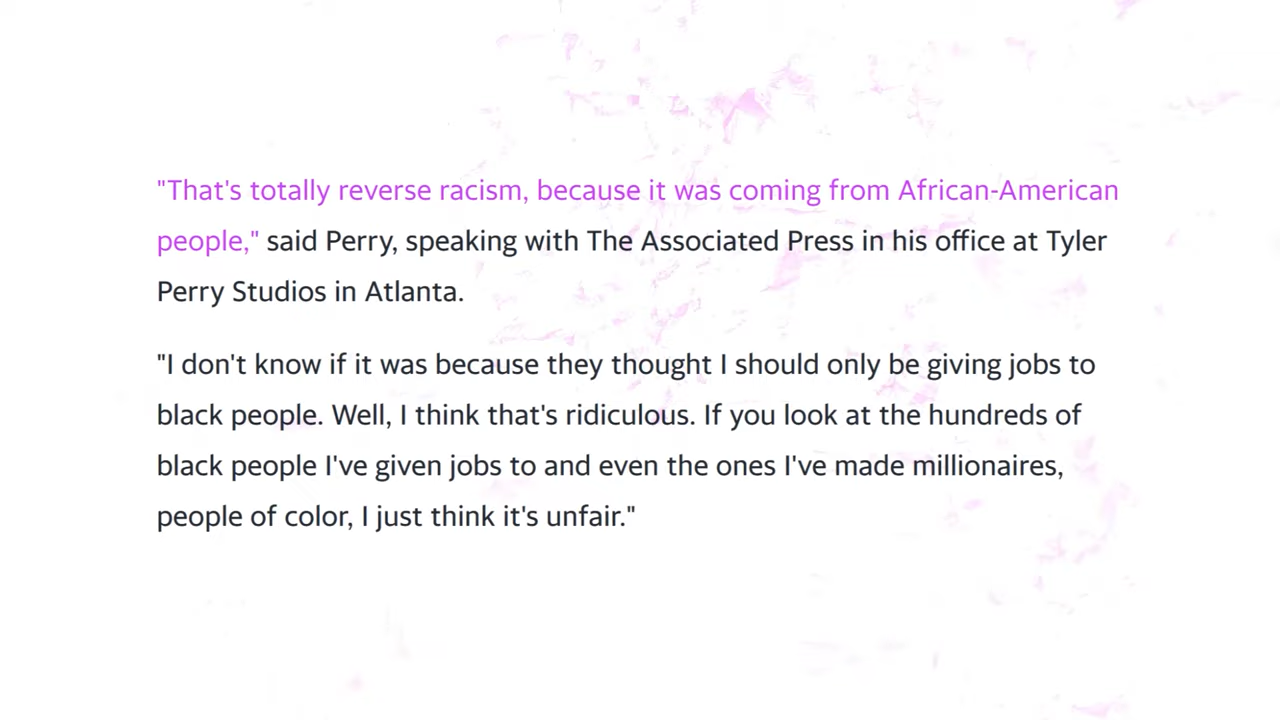 "That's totally reverse racism, because it was coming from African-American
people," said Perry, speaking with The Associated Press in his office at Tyler
Perry Studios in Atlanta.
"I don't know if it was because they thought I should only be giving jobs to
black people. Well, I think that's ridiculous. If you look at the hundreds of
black people I've given jobs to and even the ones I've made millionaires,
people of color, I just think it's unfair."